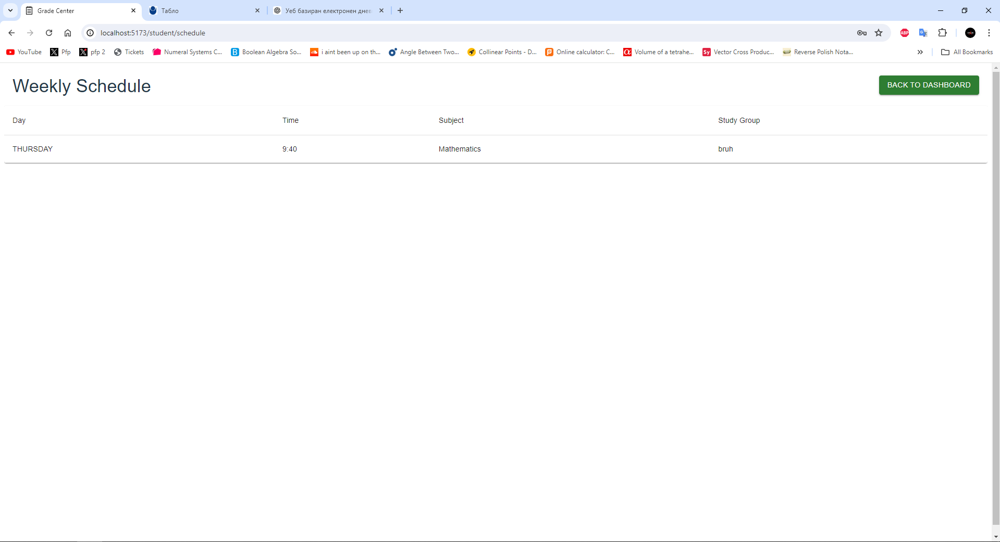 Grade Center
Табло
Уеб базиран електронен днев
localhost:5173/student/schedule
YouTube
Pfp
pfp 2
Tickets
Numeral Systems C...
Boolean Algebra So...
i aint been up on th...
Angle Between Two...
Collinear Points - D...
Online calculator: C...
Volume of a tetrahe...
Sy
Vector Cross Produc...
Reverse Polish Nota...
All Bookmarks
ABP
Weekly Schedule
BACK TO DASHBOARD
Day Time Subject Study Group
THURSDAY 9:40 Mathematics bruh